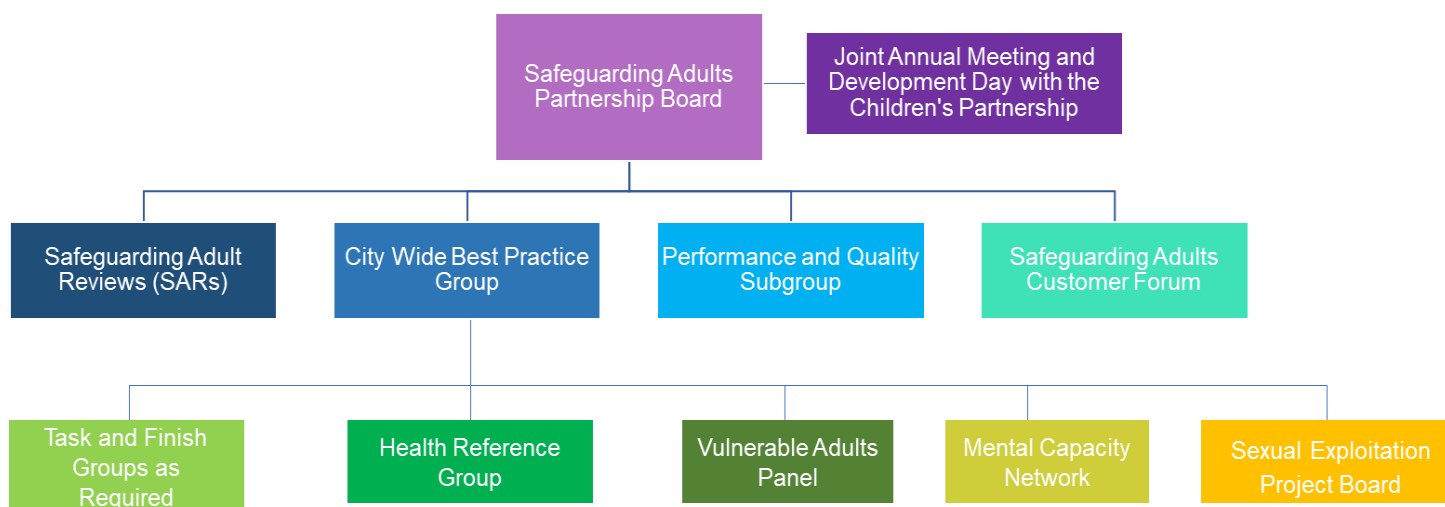 Safeguarding Adults
Partnership Board
Joint Annual Meeting and
Development Day with the
Children's Partnership
Safeguarding Adult
Reviews (SARs)
City Wide Best Practice
Group
Performance and Quality
Subgroup
Safeguarding Adults
Customer Forum
Task and Finish
Groups as
Required
Health Reference
Group
Vulnerable Adults
Panel
Mental Capacity
Network
Sexual Exploitation
Project Board